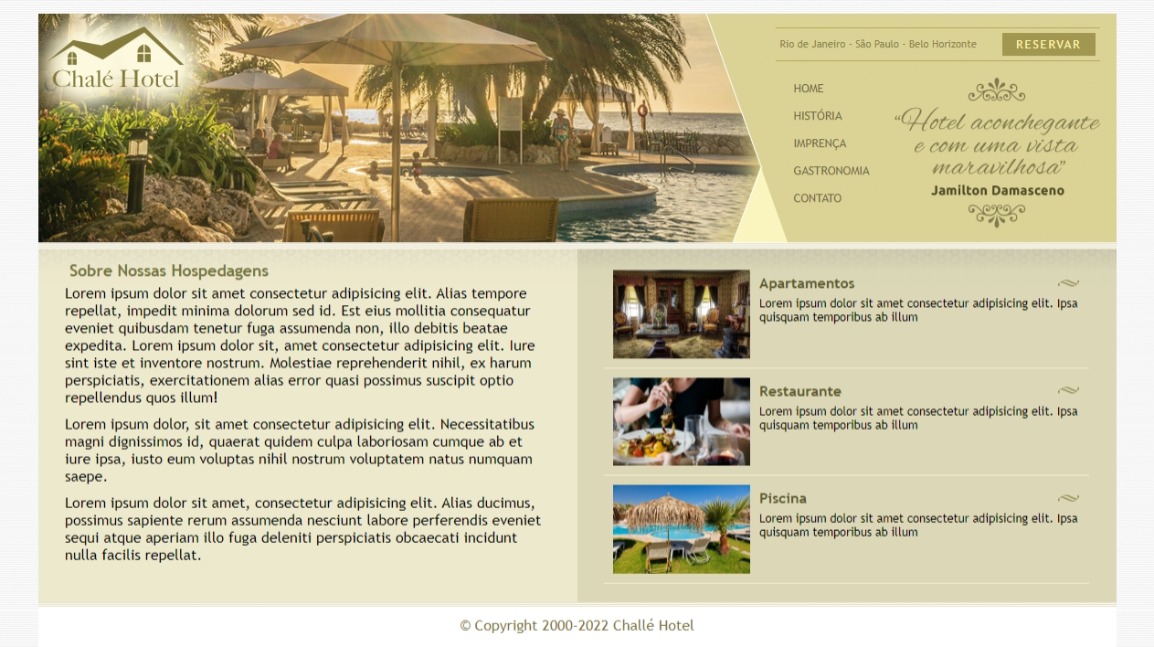 Chalé Hotel
Rio de Janeiro - São Paulo - Belo Horizonte
RESERVAR
HOME
HISTÓRIA
IMPRENÇA
GASTRONOMIA
CONTATO
“Hotel aconchegante
e com uma vista
maravilhosa”
Jamilton Damasceno
Sobre Nossas Hospedagens
Lorem ipsum dolor sit amet consectetur adipisicing elit. Alias tempore
repellat, impedit minima dolorum sed id. Est eius mollitia consequatur
eveniet quibusdam tenetur fuga assumenda non, illo debitis beatae
expedita. Lorem ipsum dolor sit, amet consectetur adipisicing elit. Iure
sint iste et inventore nostrum. Molestiae reprehenderit nihil, ex harum
perspiciatis, exercitationem alias error quasi possimus suscipit optio
repellendus quos illum!
Lorem ipsum dolor, sit amet consectetur adipisicing elit. Necessitatibus
magni dignissimos id, quaerat quidem culpa laboriosam cumque ab et
iure ipsa, iusto eum voluptas nihil nostrum voluptatem natus numquam
saepe.
Lorem ipsum dolor sit amet, consectetur adipisicing elit. Alias ducimus,
possimus sapiente rerum assumenda nesciunt labore perferendis eveniet
sequi atque aperiam illo fuga deleniti perspiciatis obcaecati incidunt
nulla facilis repellat.
Apartamentos
Lorem ipsum dolor sit amet consectetur adipisicing elit. Ipsa
quisquam temporibus ab illum
Restaurante
Lorem ipsum dolor sit amet consectetur adipisicing elit. Ipsa
quisquam temporibus ab illum
Piscina
Lorem ipsum dolor sit amet consectetur adipisicing elit. Ipsa
quisquam temporibus ab illum
© Copyright 2000-2022 Challé Hotel